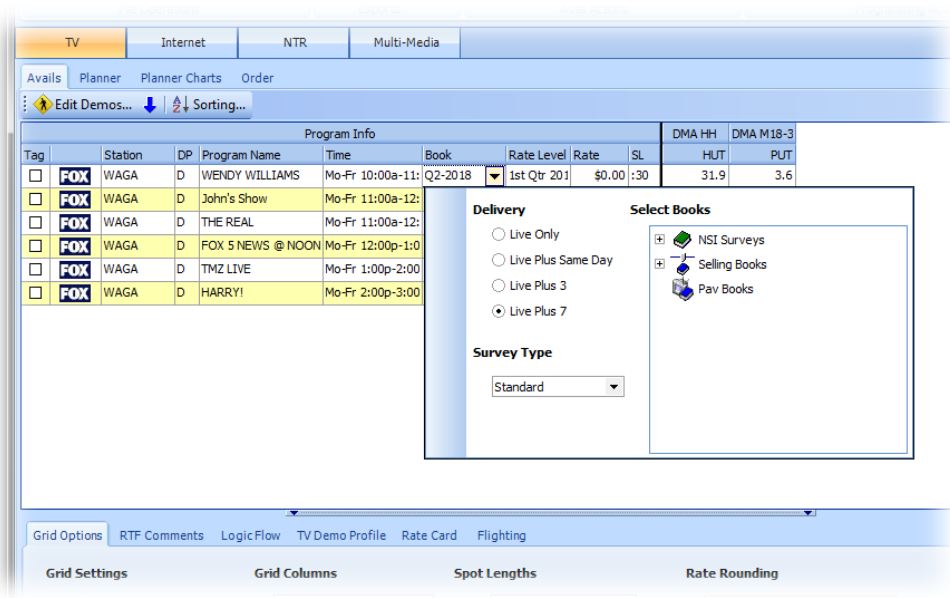 TV Internet NTR Multi-Media
Avails Planner Planner Charts Order
Edit Demos... Sorting...
Program Info DMA HH DMA M18-3
Tag Station DP Program Name Time Book Rate Level Rate SL HUT PUT
FOX WAGA D WENDY WILLIAMS Mo-Fr 10:00a-11: Q2-2018 1st Qtr 201 $0.00 :30 31.9 3.6
FOX WAGA D John's Show Mo-Fr 11:00a-12:
FOX WAGA D THE REAL Mo-Fr 11:00a-12:
FOX WAGA D FOX 5 NEWS @ NOON Mo-Fr 12:00p-1:0
FOX WAGA D TMZ LIVE Mo-Fr 1:00p-2:00
FOX WAGA D HARRY! Mo-Fr 2:00p-3:00
Delivery
Live Only
Live Plus Same Day
Live Plus 3
Live Plus 7
Survey Type
Standard
Select Books
NSI Surveys
Selling Books
Pav Books
Grid Options RTF Comments LogicFlow TV Demo Profile Rate Card Flighting
Grid Settings Grid Columns Spot Lengths Rate Rounding